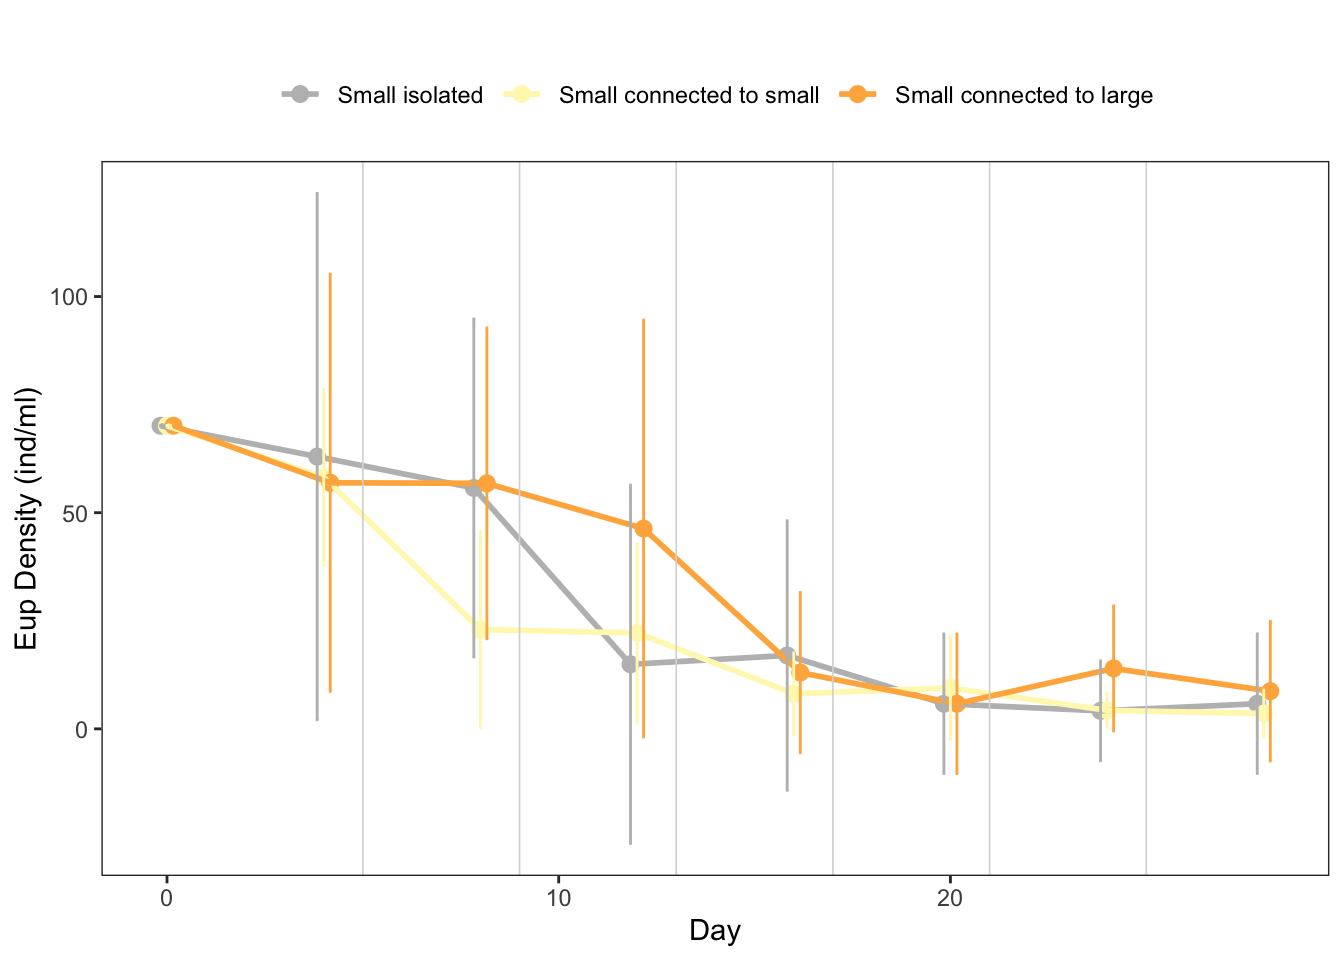 Small isolated Small connected to small Small connected to large
Eup Density (ind/ml)
100
50
0
0 10 20
Day